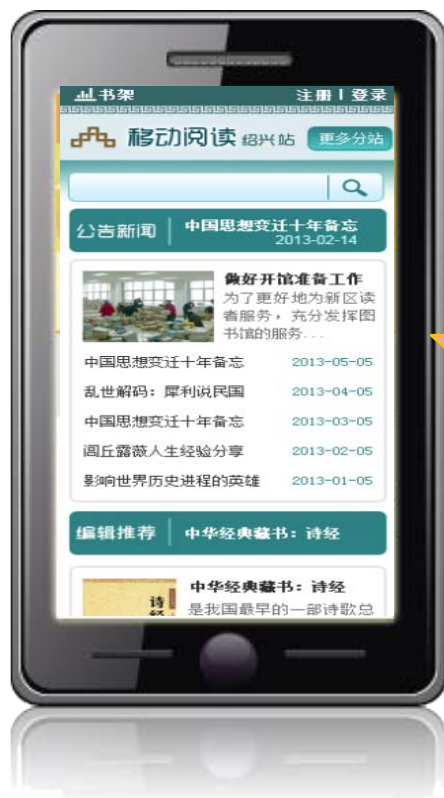 书架 注册 | 登录
移动阅读 绍兴站 更多分站
公告新闻 中国思想变迁十年备忘
2013-02-14
做好开馆准备工作
为了更好地为新区读
者服务，充分发挥图
书馆的服务...
中国思想变迁十年备忘 2013-05-05
乱世解码：犀利说民国 2013-04-05
中国思想变迁十年备忘 2013-03-05
闾丘露薇人生经验分享 2013-02-05
影响世界历史进程的英雄 2013-01-05
编辑推荐 中华经典藏书：诗经
中华经典藏书：诗经
诗经
是我国最早的一部诗歌总